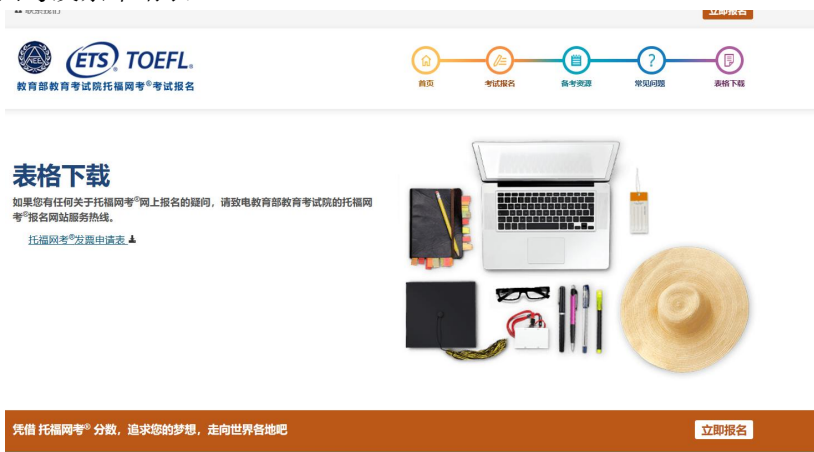 联系我们
立即报名
NEEA
ETS TOEFL.
教育部教育考试院托福网考®考试报名
首页
考试报名
备考资源
常见问题
表格下载
表格下载
如果您有任何关于托福网考®网上报名的疑问，请致电教育部教育考试院的托福网
考®报名网站服务热线。
托福网考®发票申请表
凭借 托福网考® 分数，追求您的梦想，走向世界各地吧
立即报名